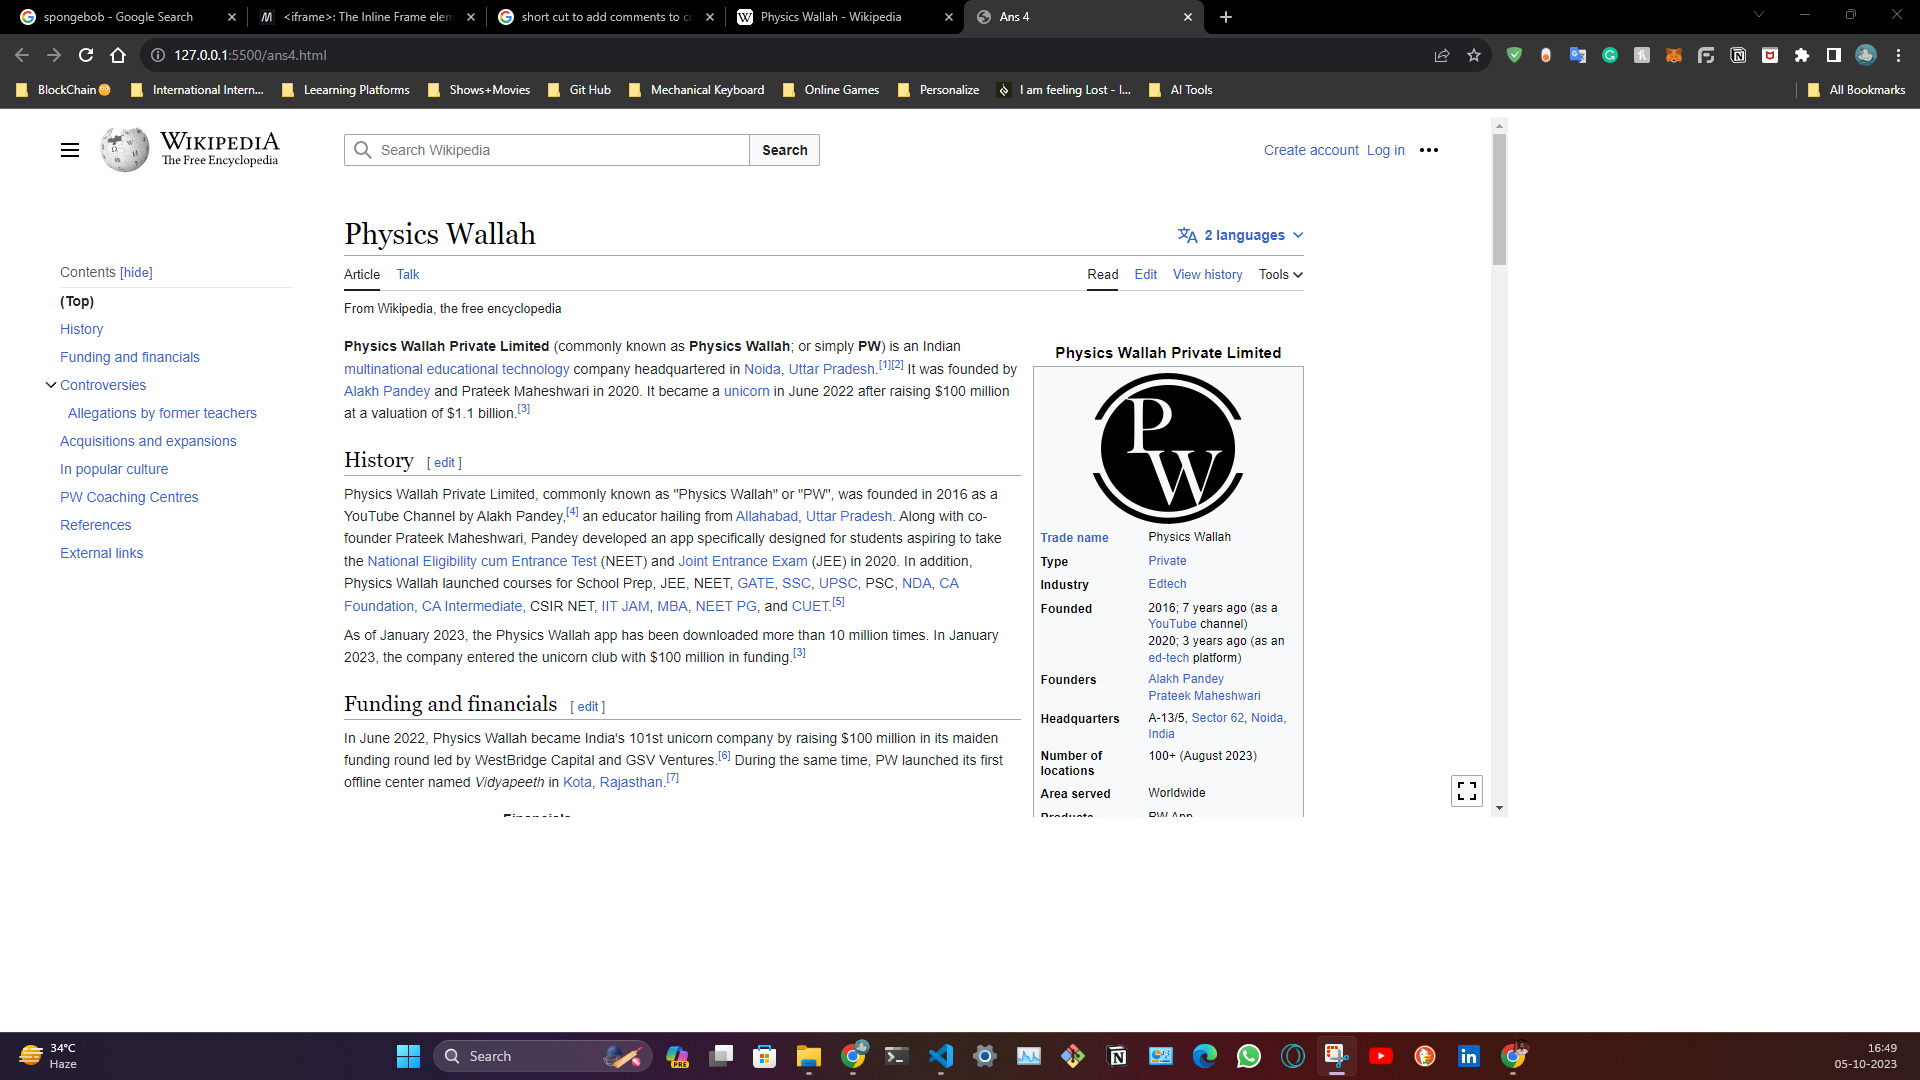 spongebob - Google Search
<iframe>: The Inline Frame elem
short cut to add comments to co
Physics Wallah - Wikipedia
Ans 4
127.0.0.1:5500/ans4.html
BlockChain
International Intern...
Leearning Platforms
Shows+Movies
Git Hub
Mechanical Keyboard
Online Games
Personalize
I am feeling Lost - I...
AI Tools
All Bookmarks
WIKIPEDIA
The Free Encyclopedia
Search Wikipedia
Search
Create account Log in
Physics Wallah
2 languages
Contents [hide]
(Top)
History
Funding and financials
Controversies
Allegations by former teachers
Acquisitions and expansions
In popular culture
PW Coaching Centres
References
External links
Article Talk
Read Edit View history Tools
From Wikipedia, the free encyclopedia
Physics Wallah Private Limited (commonly known as Physics Wallah; or simply PW) is an Indian
multinational educational technology company headquartered in Noida, Uttar Pradesh.[1][2] It was founded by
Alakh Pandey and Prateek Maheshwari in 2020. It became a unicorn in June 2022 after raising $100 million
at a valuation of $1.1 billion.[3]
History [ edit ]
Physics Wallah Private Limited, commonly known as "Physics Wallah" or "PW", was founded in 2016 as a
YouTube Channel by Alakh Pandey,[4] an educator hailing from Allahabad, Uttar Pradesh. Along with co-
founder Prateek Maheshwari, Pandey developed an app specifically designed for students aspiring to take
the National Eligibility cum Entrance Test (NEET) and Joint Entrance Exam (JEE) in 2020. In addition,
Physics Wallah launched courses for School Prep, JEE, NEET, GATE, SSC, UPSC, PSC, NDA, CA
Foundation, CA Intermediate, CSIR NET, IIT JAM, MBA, NEET PG, and CUET.[5]
As of January 2023, the Physics Wallah app has been downloaded more than 10 million times. In January
2023, the company entered the unicorn club with $100 million in funding.[3]
Funding and financials [ edit ]
In June 2022, Physics Wallah became India's 101st unicorn company by raising $100 million in its maiden
funding round led by WestBridge Capital and GSV Ventures.[6] During the same time, PW launched its first
offline center named Vidyapeeth in Kota, Rajasthan.[7]
Financials
Physics Wallah Private Limited
P
W
Trade name Physics Wallah
Type Private
Industry Edtech
Founded 2016; 7 years ago (as a
YouTube channel)
2020; 3 years ago (as an
ed-tech platform)
Founders Alakh Pandey
Prateek Maheshwari
Headquarters A-13/5, Sector 62, Noida,
India
Number of locations 100+ (August 2023)
Area served Worldwide
Products PW App
34°C
Haze
Search
PRE
16:49
05-10-2023